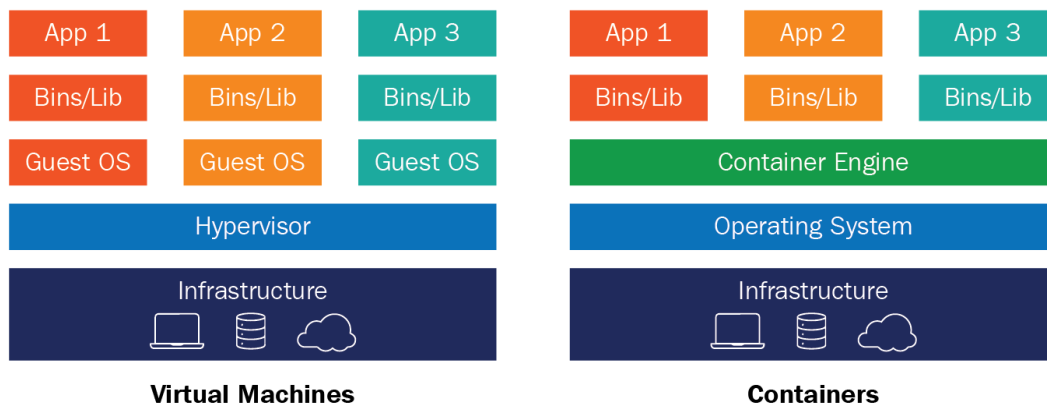 App 1
App 2
App 3
Bins/Lib
Bins/Lib
Bins/Lib
Guest OS
Guest OS
Guest OS
Hypervisor
Infrastructure
Virtual Machines
App 1
App 2
App 3
Bins/Lib
Bins/Lib
Bins/Lib
Container Engine
Operating System
Infrastructure
Containers